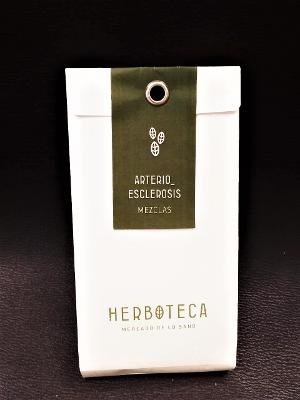 ARTERIO_
ESCLEROSIS
MEZCLAS
HERBOTECA
MERCADO DE LO SANO